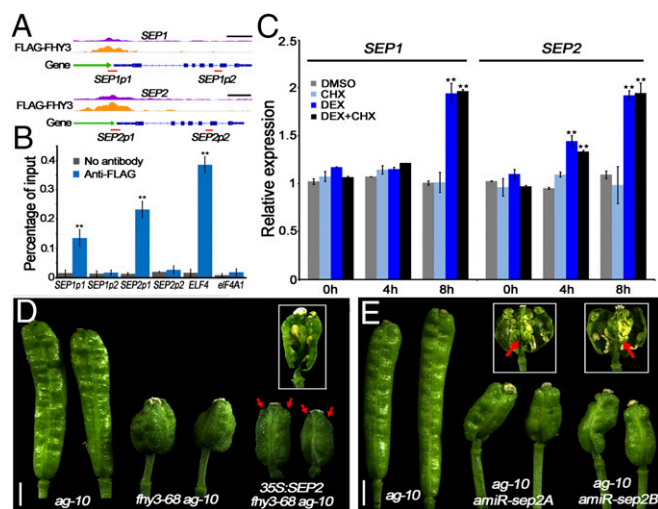 A
SEP1
FLAG-FHY3
Gene
SEP1p1 SEP1p2
SEP2
FLAG-FHY3
Gene
SEP2p1 SEP2p2
B
No antibody
Anti-FLAG
Percentage of input
0.4
0.3
0.2
0.1
0
** ** **
SEP1p1 SEP1p2 SEP2p1 SEP2p2 ELF4 eIF4A1
C
SEP1 SEP2
DMSO
CHX
DEX
DEX+CHX
Relative expression
2.5
2
1.5
1
0.5
0
** ** ** ** ** **
0h 4h 8h 0h 4h 8h
D
ag-10 fhy3-68 ag-10 35S:SEP2
fhy3-68 ag-10
E
ag-10 ag-10
amiR-sep2A ag-10
amiR-sep2B